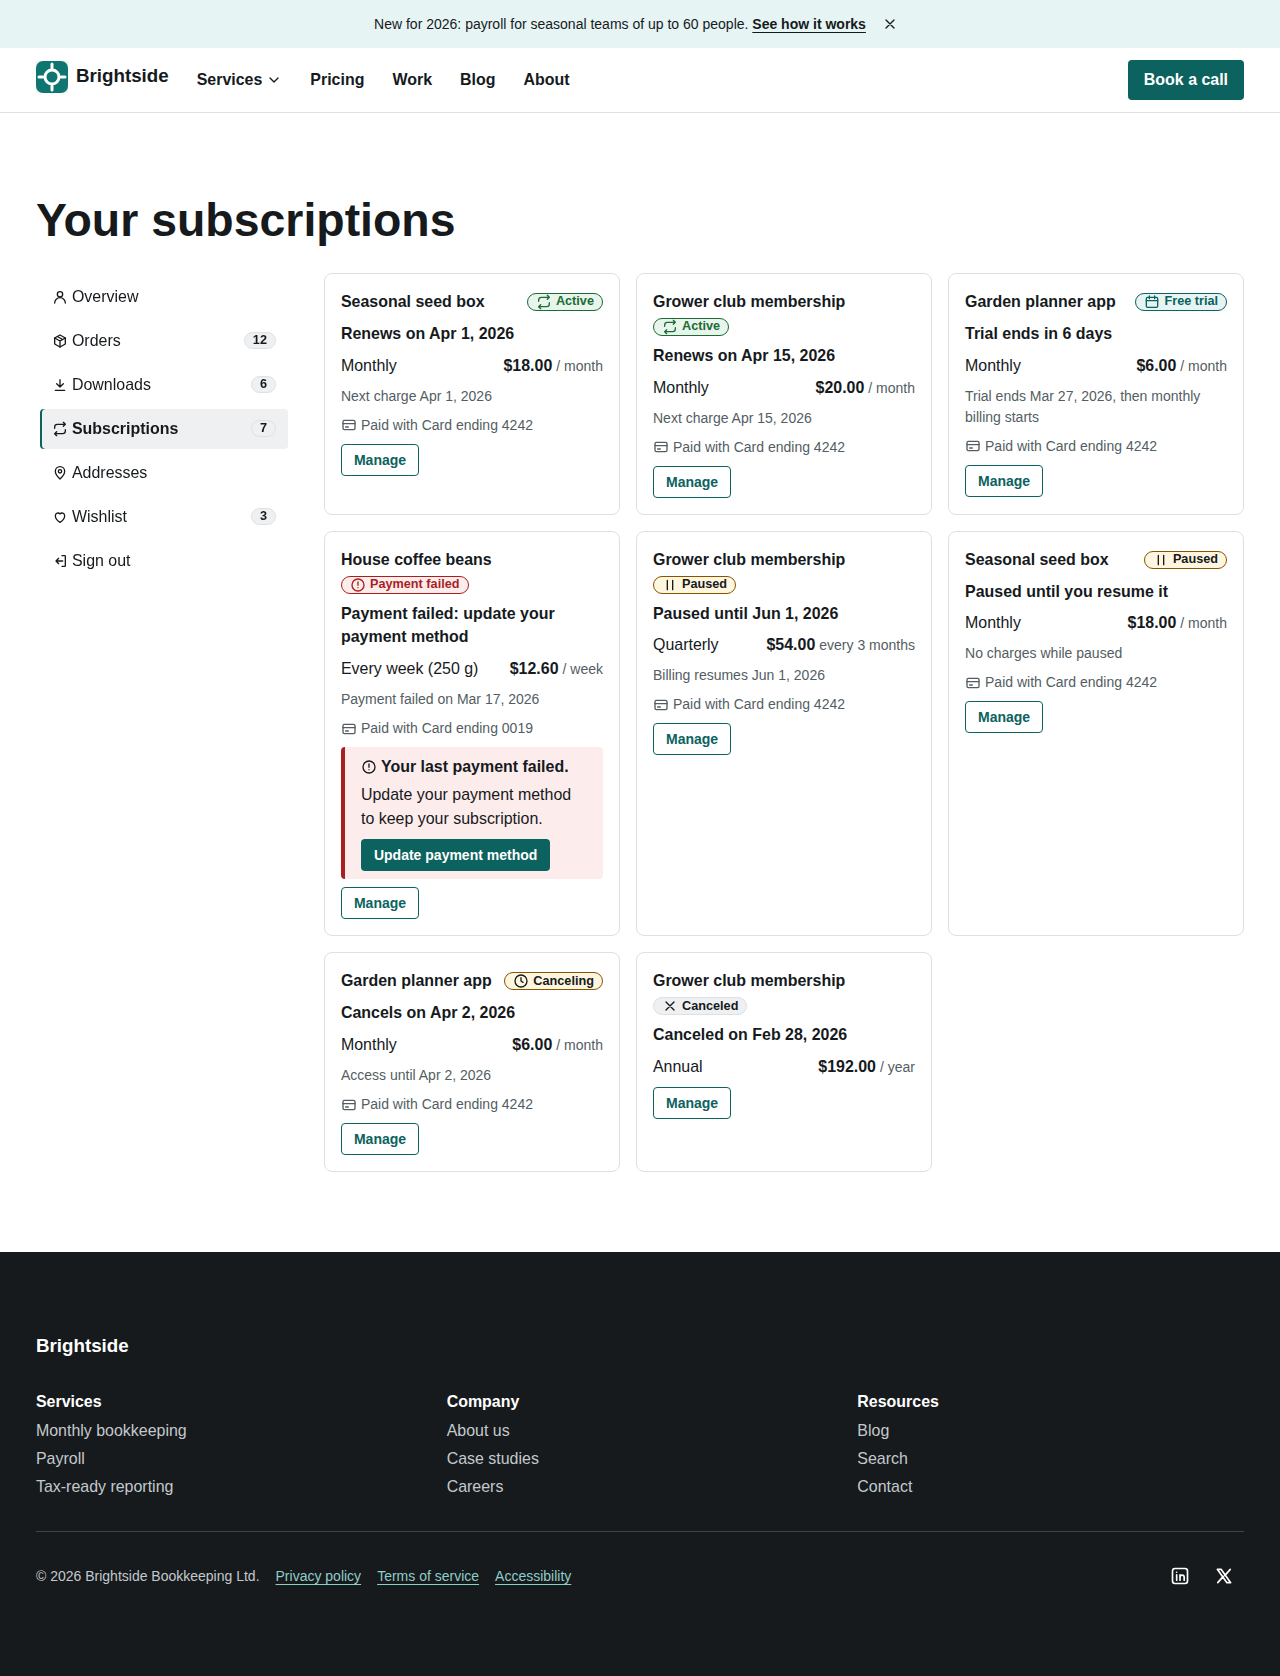 New for 2026: payroll for seasonal teams of up to 60 people. See how it works
Brightside
Services
Pricing
Work
Blog
About
Book a call
Your subscriptions
Overview
Orders 12
Downloads 6
Subscriptions 7
Addresses
Wishlist 3
Sign out
Seasonal seed box Active
Renews on Apr 1, 2026
Monthly $18.00 / month
Next charge Apr 1, 2026
Paid with Card ending 4242
Manage
Grower club membership
Active
Renews on Apr 15, 2026
Monthly $20.00 / month
Next charge Apr 15, 2026
Paid with Card ending 4242
Manage
Garden planner app Free trial
Trial ends in 6 days
Monthly $6.00 / month
Trial ends Mar 27, 2026, then monthly
billing starts
Paid with Card ending 4242
Manage
House coffee beans
Payment failed
Payment failed: update your
payment method
Every week (250 g) $12.60 / week
Payment failed on Mar 17, 2026
Paid with Card ending 0019
Your last payment failed.
Update your payment method
to keep your subscription.
Update payment method
Manage
Grower club membership
Paused
Paused until Jun 1, 2026
Quarterly $54.00 every 3 months
Billing resumes Jun 1, 2026
Paid with Card ending 4242
Manage
Seasonal seed box Paused
Paused until you resume it
Monthly $18.00 / month
No charges while paused
Paid with Card ending 4242
Manage
Garden planner app Canceling
Cancels on Apr 2, 2026
Monthly $6.00 / month
Access until Apr 2, 2026
Paid with Card ending 4242
Manage
Grower club membership
Canceled
Canceled on Feb 28, 2026
Annual $192.00 / year
Manage
Brightside
Services
Monthly bookkeeping
Payroll
Tax-ready reporting
Company
About us
Case studies
Careers
Resources
Blog
Search
Contact
© 2026 Brightside Bookkeeping Ltd. Privacy policy Terms of service Accessibility